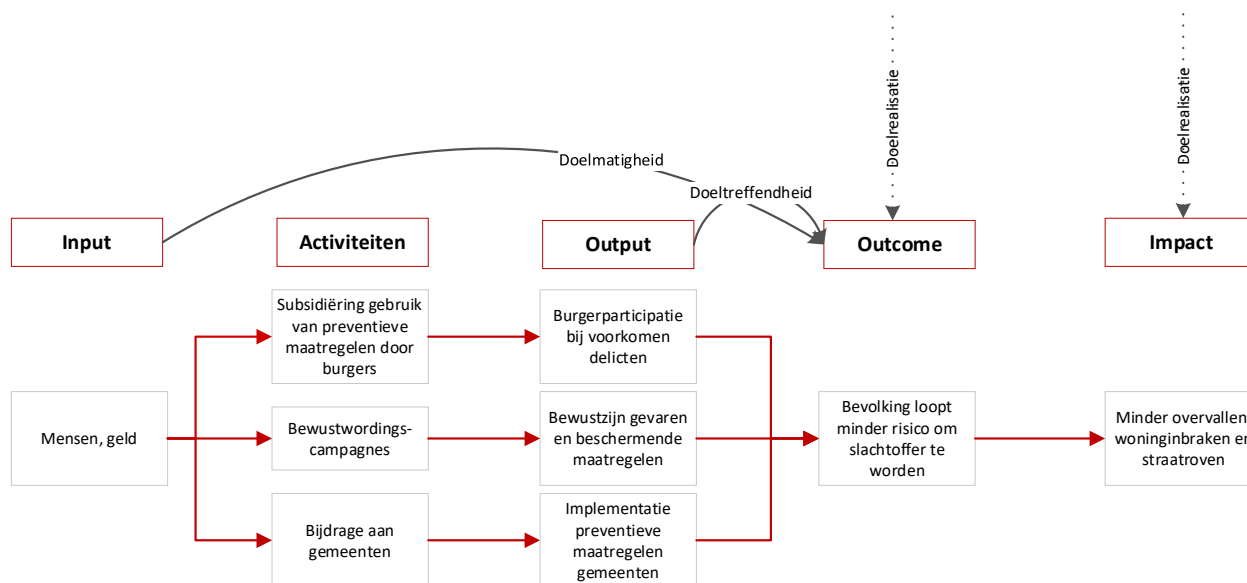 Doelrealisatie
Doelrealisatie
Doelmatigheid
Doeltreffendheid
Input
Activiteiten
Output
Outcome
Impact
Subsidiëring gebruik
van preventieve
maatregelen door
burgers
Burgerparticipatie
bij voorkomen
delicten
Mensen, geld
Bewustwordings-
campagnes
Bewustzijn gevaren
en beschermende
maatregelen
Bevolking loopt
minder risico om
slachtoffer te
worden
Minder overvallen
woninginbraken en
straatroven
Bijdrage aan
gemeenten
Implementatie
preventieve
maatregelen
gemeenten